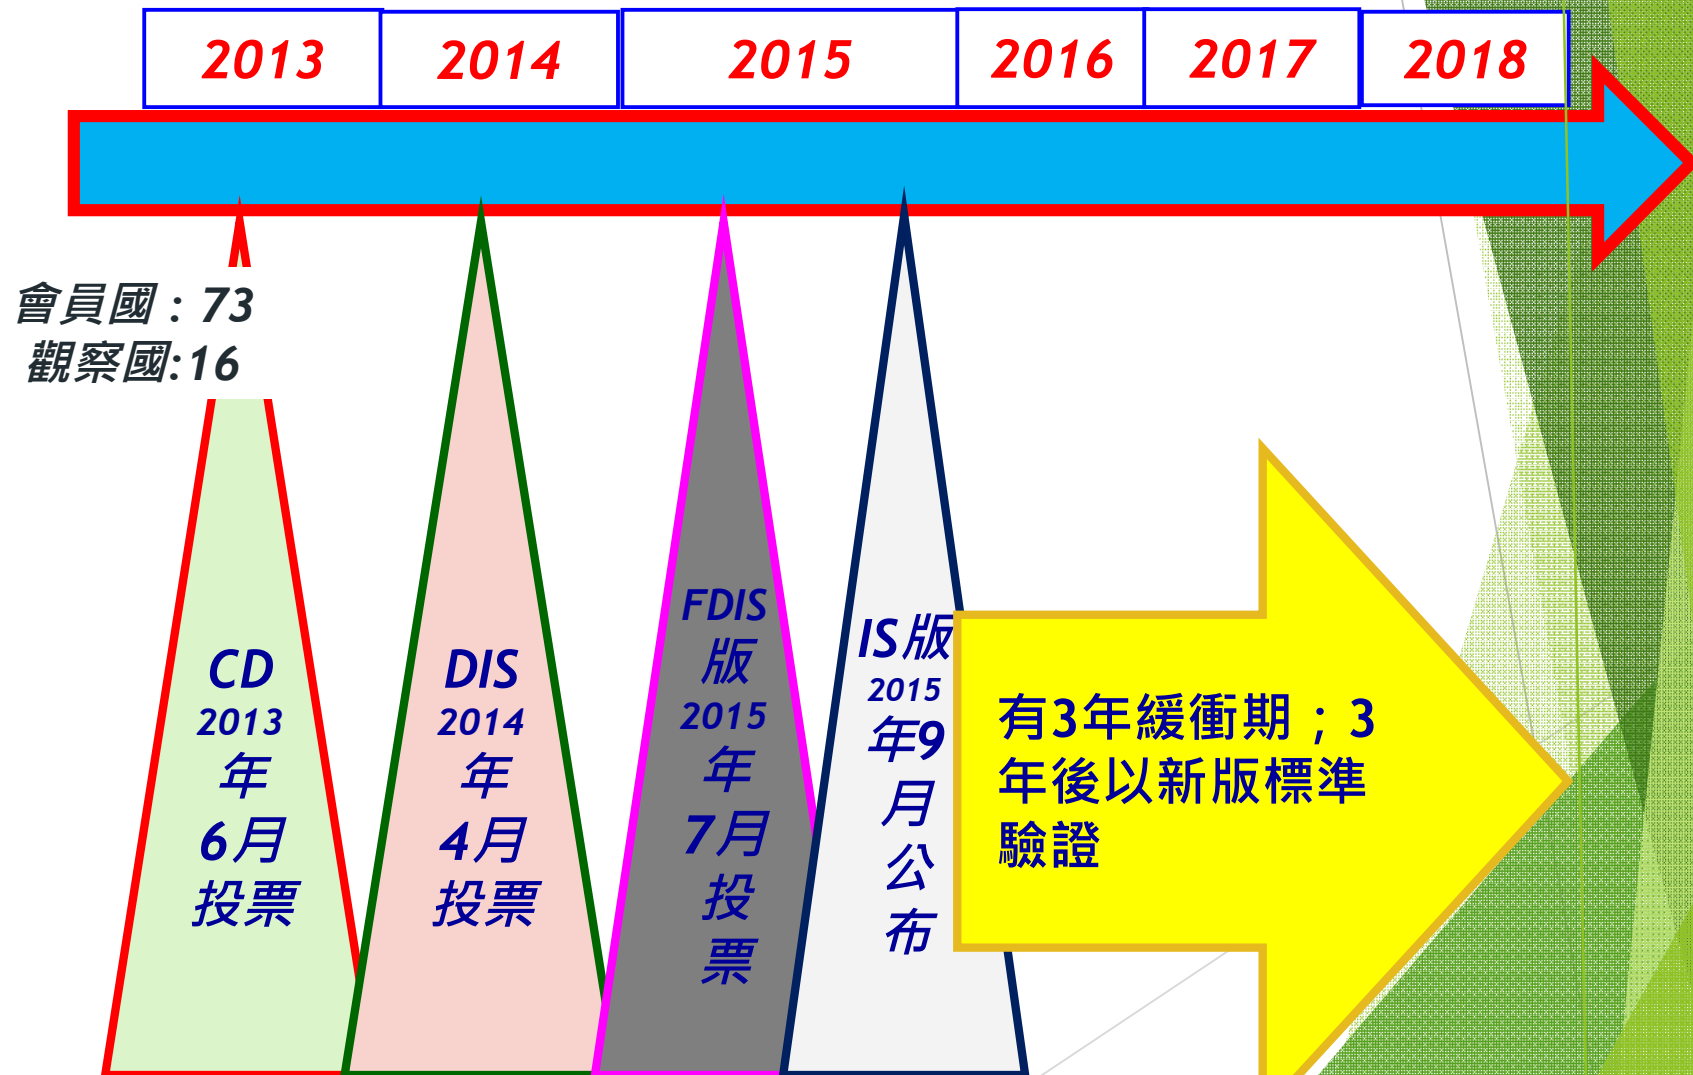 2013
2014
2015
2016
2017
2018
會員國：73
觀察國:16
CD
2013
年
6月
投票
DIS
2014
年
4月
投票
FDIS
版
2015
年
7月
投
票
IS版
2015
年9
月
公
布
有3年緩衝期；3
年後以新版標準
驗證